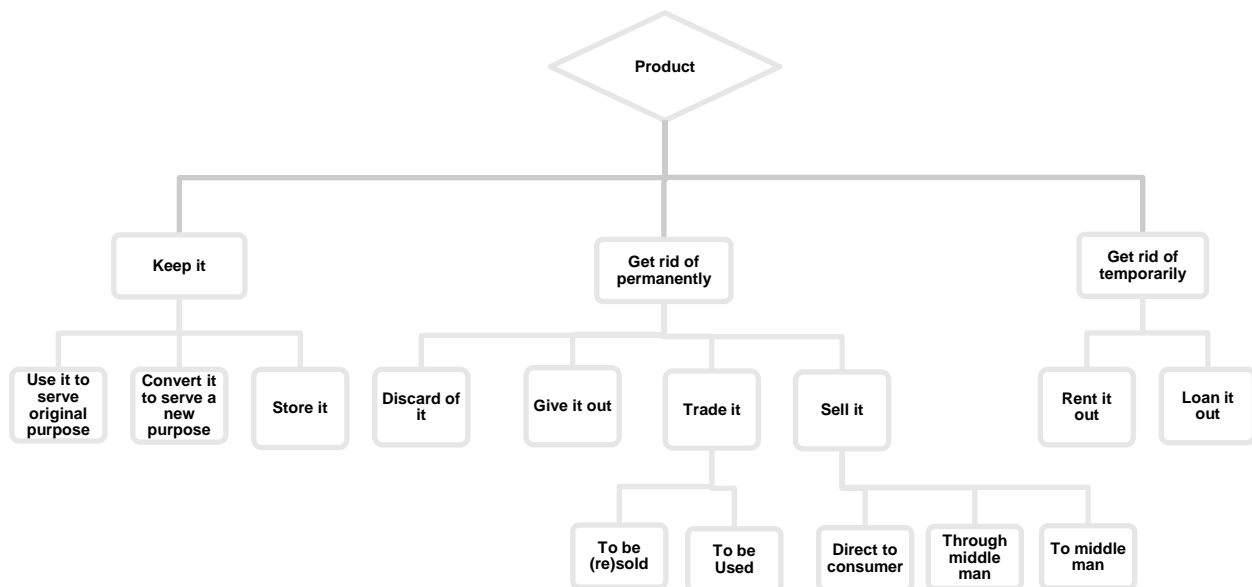 Product
Keep it
Get rid of
permanently
Get rid of
temporarily
Use it to
serve
original
purpose
Convert it
to serve a
new
purpose
Store it
Discard of
it
Give it out
Trade it
Sell it
Rent it
out
Loan it
out
To be
(re)sold
To be
Used
Direct to
consumer
Through
middle
man
To middle
man